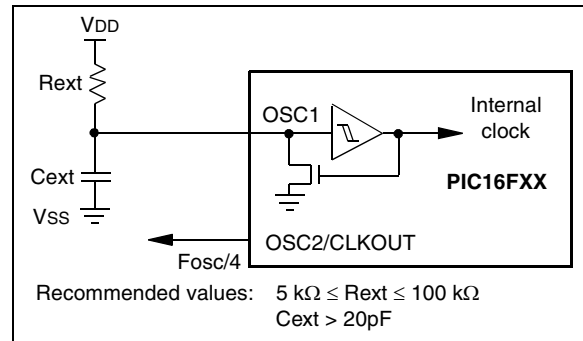 VDD
Rext
OSC1
Internal
clock
Cext
PIC16FXX
VSS
OSC2/CLKOUT
Fosc/4
Recommended values: 5 kΩ ≤ Rext ≤ 100 kΩ
Cext > 20pF